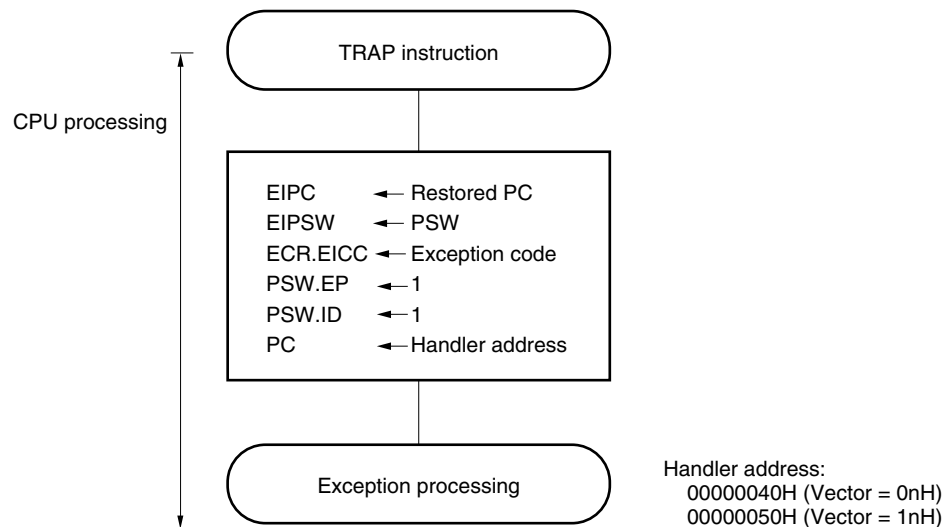 TRAP instruction
CPU processing
EIPC ← Restored PC
EIPSW ← PSW
ECR.EICC ← Exception code
PSW.EP ← 1
PSW.ID ← 1
PC ← Handler address
Exception processing
Handler address:
00000040H (Vector = 0nH)
00000050H (Vector = 1nH)